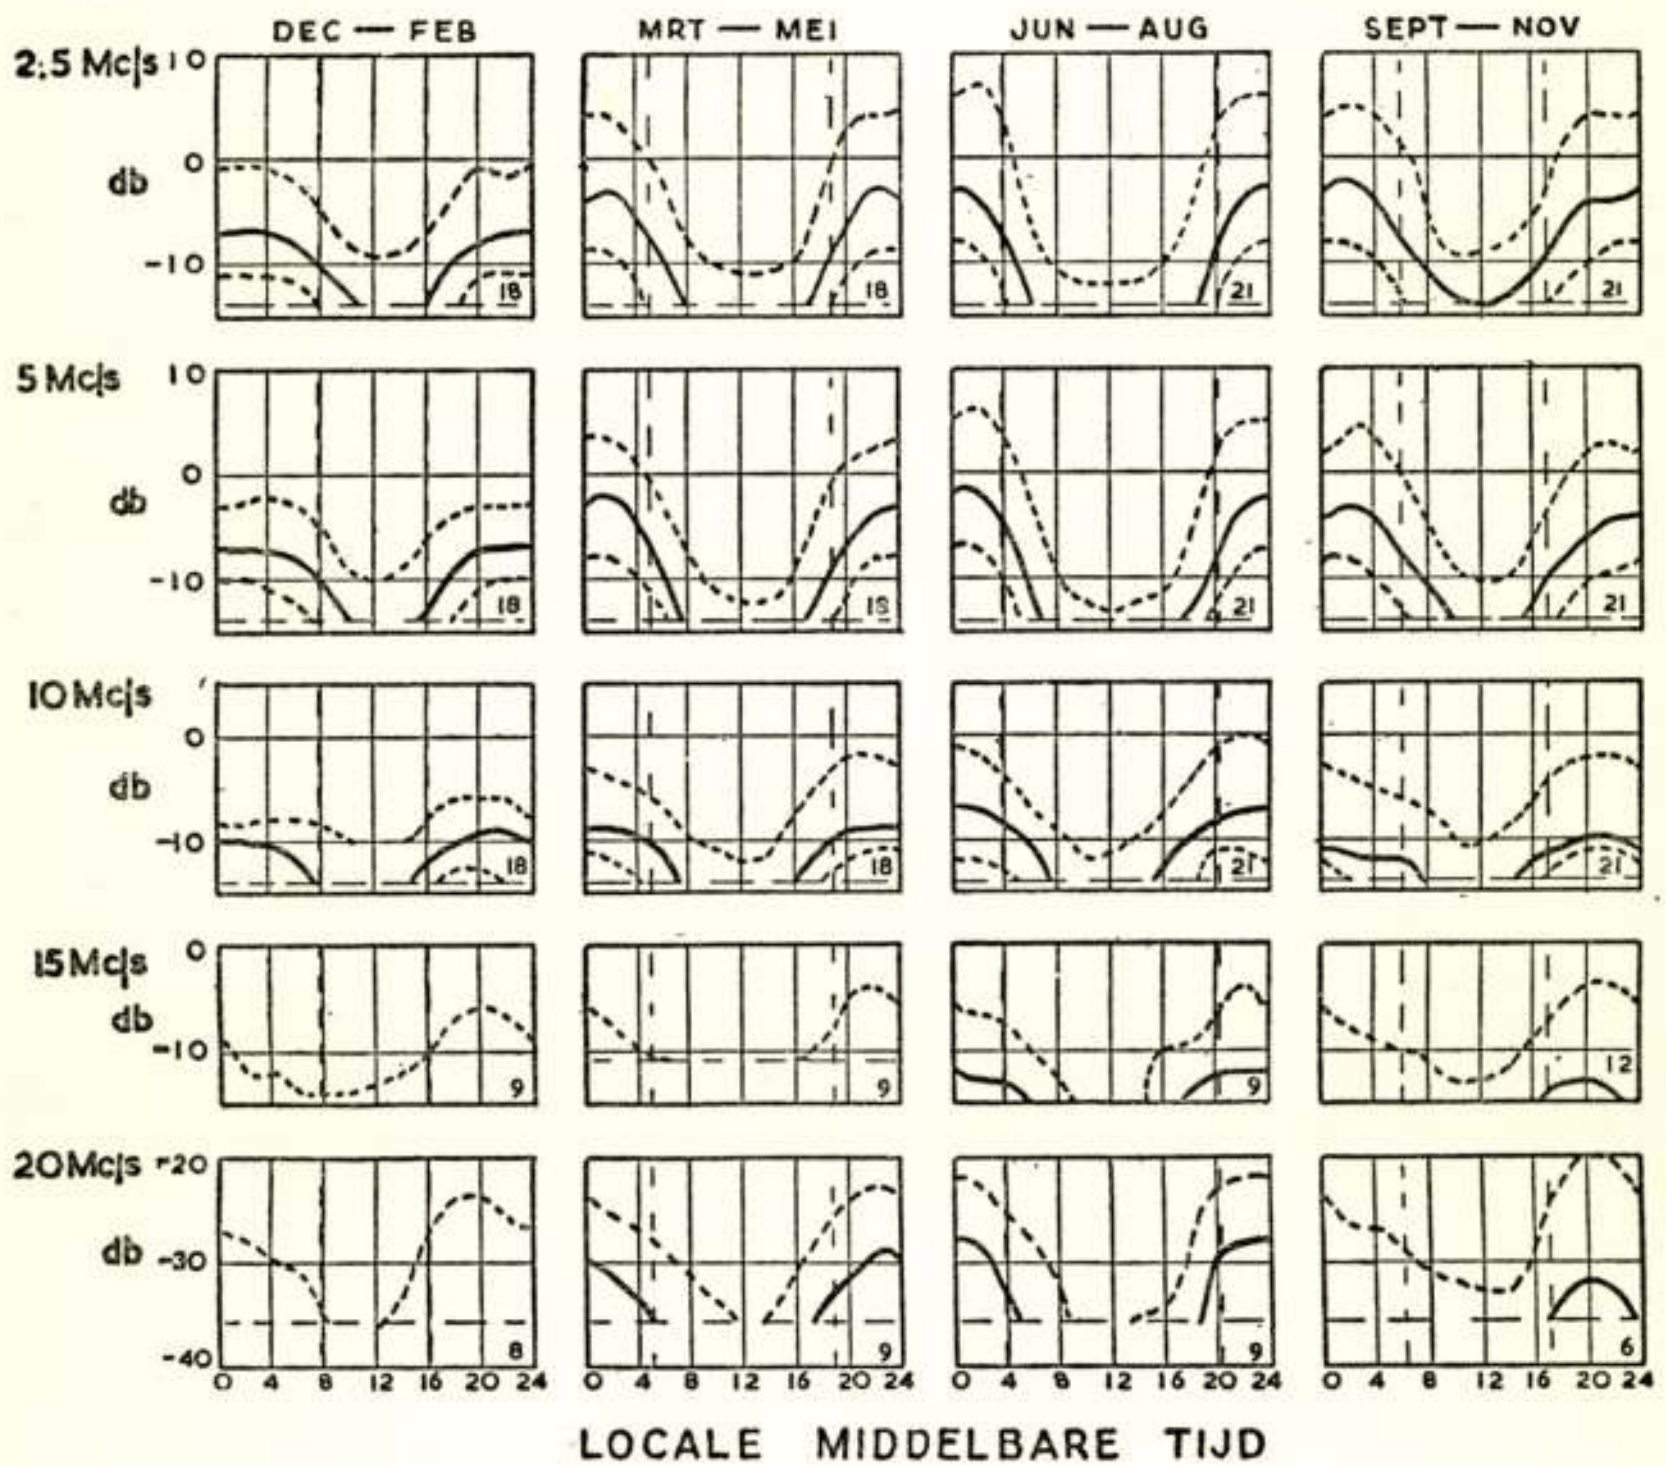 DEC — FEB MRT — MEI JUN — AUG SEPT — NOV
2.5 Mc|s 10
0
db
-10
18 18 21 21
5 Mc|s 10
0
db
-10
18 18 21 21
10 Mc|s
0
db
-10
18 18 21 21
15 Mc|s 0
db
-10
9 9 9 12
20 Mc|s -20
db -30
-40
8 9 9 6
0 4 8 12 16 20 24 0 4 8 12 16 20 24 0 4 8 12 16 20 24 0 4 8 12 16 20 24
LOCALE MIDDELBARE TIJD